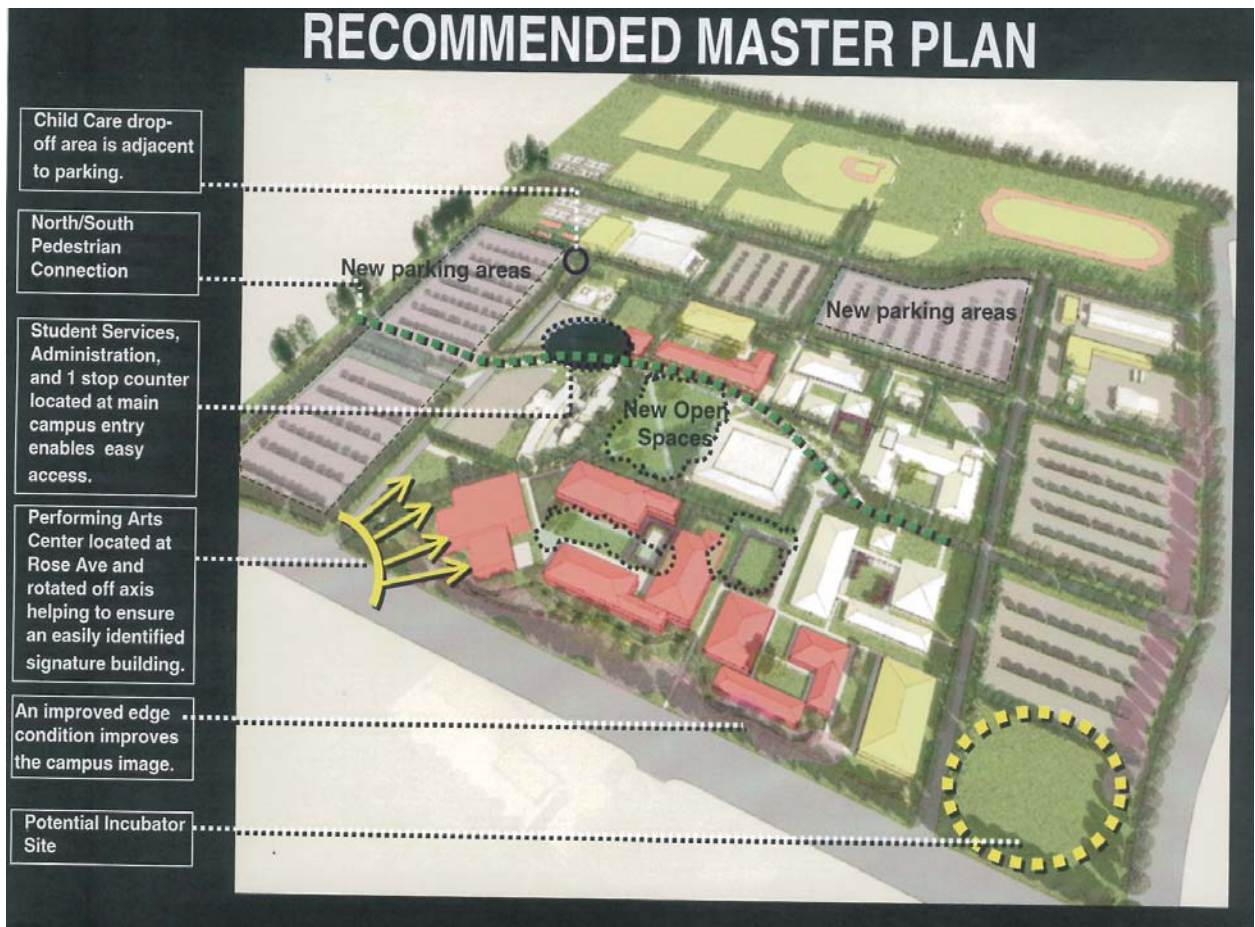 RECOMMENDED MASTER PLAN
Child Care drop-
off area is adjacent
to parking.
North/South
Pedestrian
Connection
Student Services,
Administration,
and 1 stop counter
located at main
campus entry
enables easy
access.
Performing Arts
Center located at
Rose Ave and
rotated off axis
helping to ensure
an easily identified
signature building.
An improved edge
condition improves
the campus image.
Potential Incubator
Site
New parking areas
New parking areas
New Open
Spaces